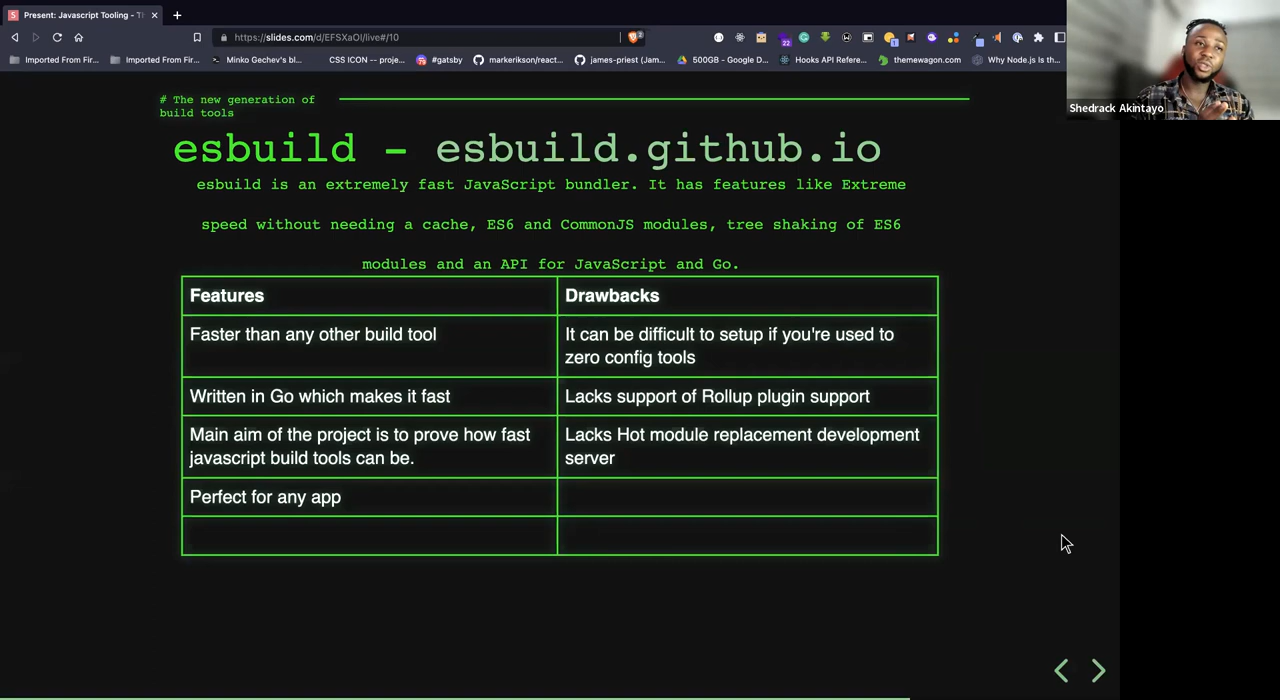 Present: Javascript Tooling - Th
https://slides.com/d/EFSXaOI/live#/10
2
22
1
Imported From Fir...
Imported From Fir...
Minko Gechev's bl...
CSS ICON -- proje...
#gatsby
markerikson/react...
james-priest (Jam...
500GB - Google D...
Hooks API Refere...
themewagon.com
Why Node.js Is th...
Shedrack Akintayo
# The new generation of
build tools
esbuild - esbuild.github.io
esbuild is an extremely fast JavaScript bundler. It has features like Extreme
speed without needing a cache, ES6 and CommonJS modules, tree shaking of ES6
modules and an API for JavaScript and Go.
Features
Drawbacks
Faster than any other build tool
It can be difficult to setup if you're used to
zero config tools
Written in Go which makes it fast
Lacks support of Rollup plugin support
Main aim of the project is to prove how fast
javascript build tools can be.
Lacks Hot module replacement development
server
Perfect for any app